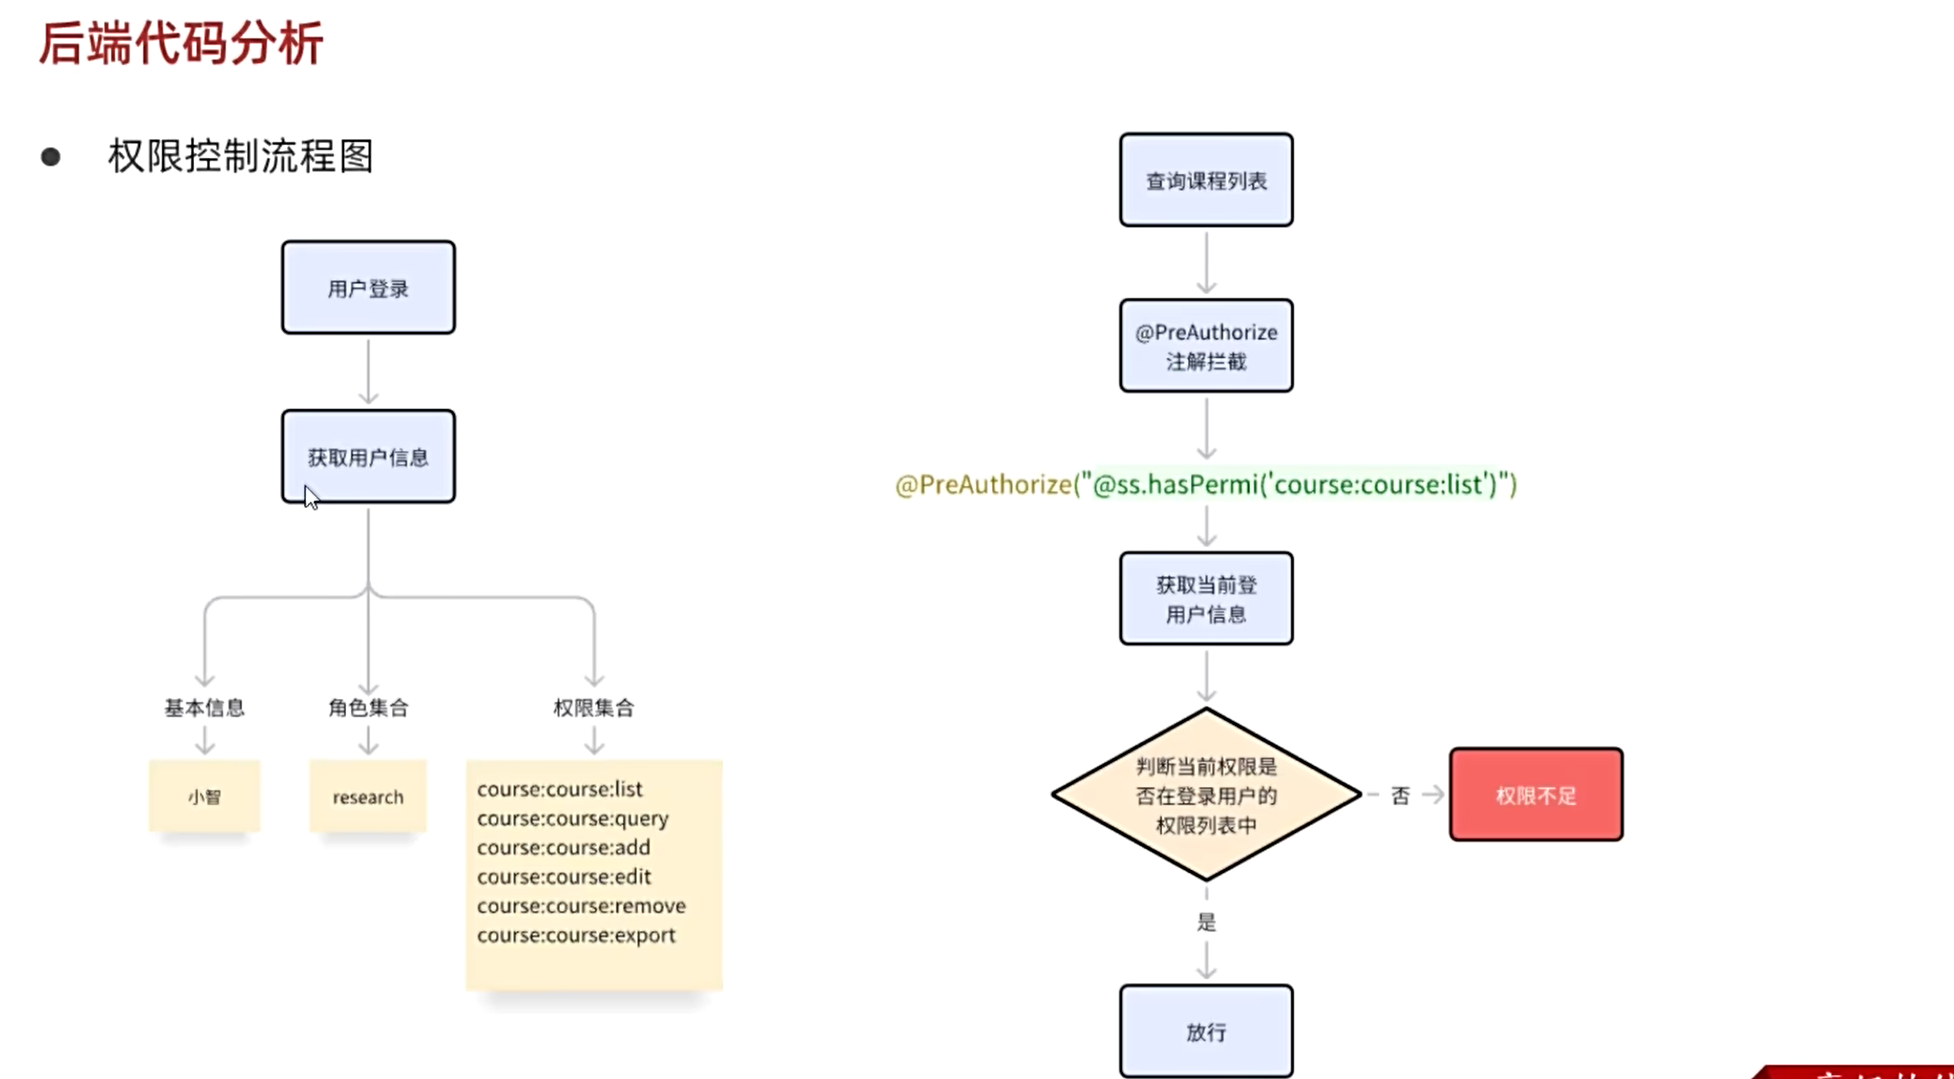 后端代码分析
权限控制流程图
用户登录
获取用户信息
基本信息
角色集合
权限集合
小智
research
course:course:list
course:course:query
course:course:add
course:course:edit
course:course:remove
course:course:export
查询课程列表
@PreAuthorize
注解拦截
@PreAuthorize("@ss.hasPermi('course:course:list')")
获取当前登
用户信息
判断当前权限是
否在登录用户的
权限列表中
否
权限不足
是
放行